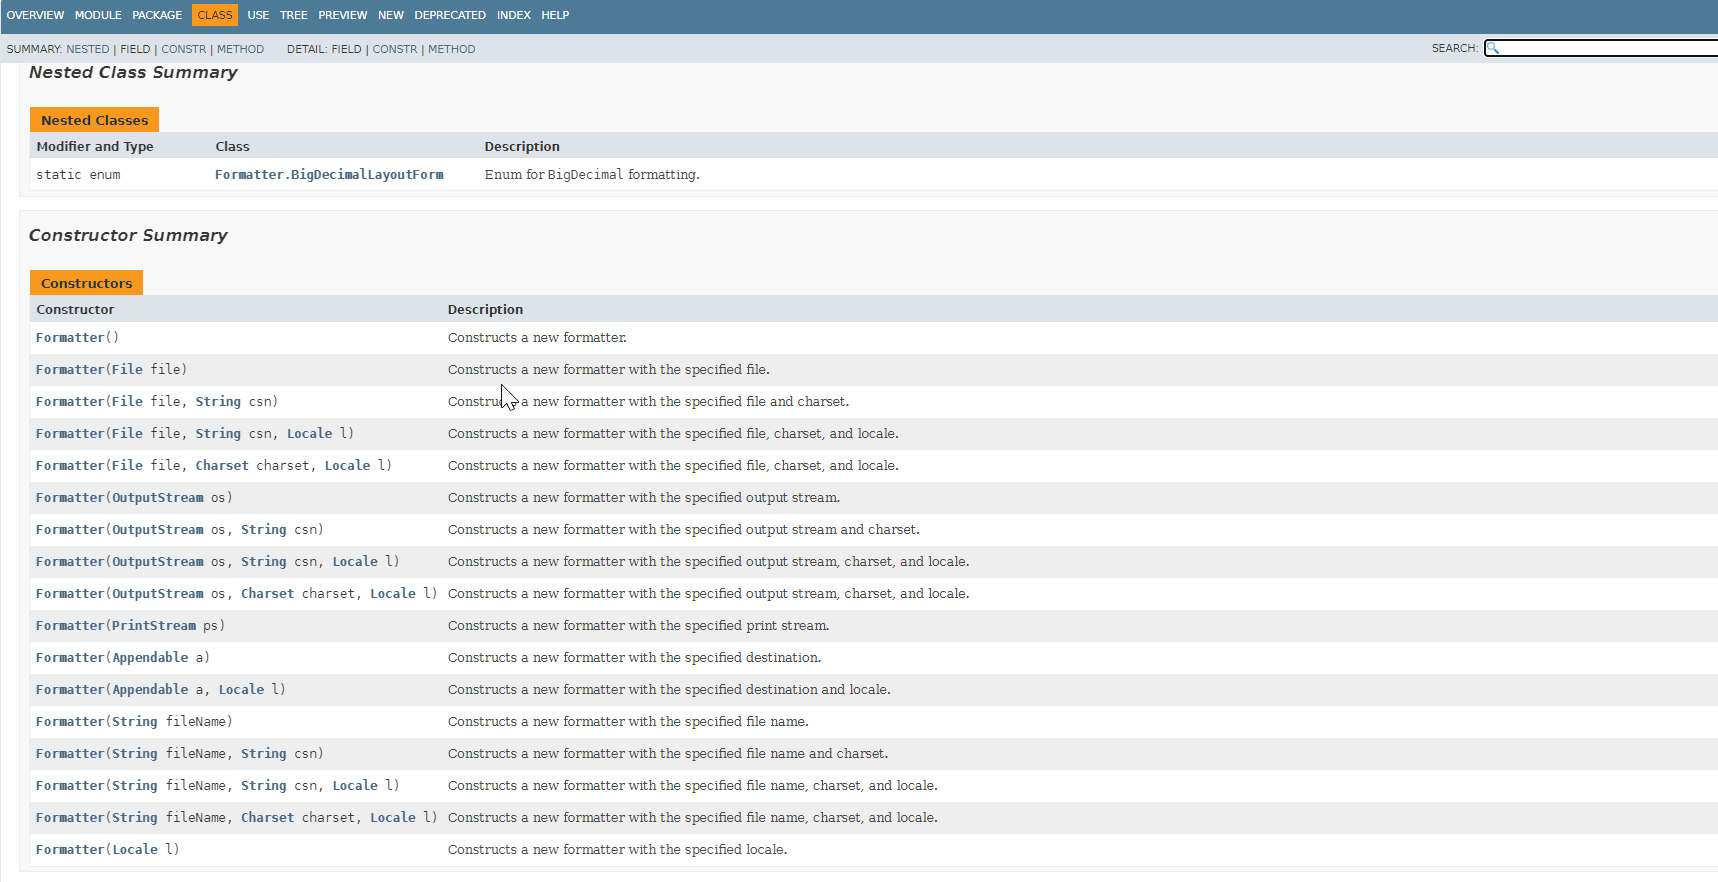 OVERVIEW MODULE PACKAGE CLASS USE TREE PREVIEW NEW DEPRECATED INDEX HELP
SUMMARY: NESTED | FIELD | CONSTR | METHOD DETAIL: FIELD | CONSTR | METHOD SEARCH:
Nested Class Summary
Nested Classes
Modifier and Type Class Description
static enum Formatter.BigDecimalLayoutForm Enum for BigDecimal formatting.
Constructor Summary
Constructors
Constructor Description
Formatter() Constructs a new formatter.
Formatter(File file) Constructs a new formatter with the specified file.
Formatter(File file, String csn) Constructs a new formatter with the specified file and charset.
Formatter(File file, String csn, Locale l) Constructs a new formatter with the specified file, charset, and locale.
Formatter(File file, Charset charset, Locale l) Constructs a new formatter with the specified file, charset, and locale.
Formatter(OutputStream os) Constructs a new formatter with the specified output stream.
Formatter(OutputStream os, String csn) Constructs a new formatter with the specified output stream and charset.
Formatter(OutputStream os, String csn, Locale l) Constructs a new formatter with the specified output stream, charset, and locale.
Formatter(OutputStream os, Charset charset, Locale l) Constructs a new formatter with the specified output stream, charset, and locale.
Formatter(PrintStream ps) Constructs a new formatter with the specified print stream.
Formatter(Appendable a) Constructs a new formatter with the specified destination.
Formatter(Appendable a, Locale l) Constructs a new formatter with the specified destination and locale.
Formatter(String fileName) Constructs a new formatter with the specified file name.
Formatter(String fileName, String csn) Constructs a new formatter with the specified file name and charset.
Formatter(String fileName, String csn, Locale l) Constructs a new formatter with the specified file name, charset, and locale.
Formatter(String fileName, Charset charset, Locale l) Constructs a new formatter with the specified file name, charset, and locale.
Formatter(Locale l) Constructs a new formatter with the specified locale.